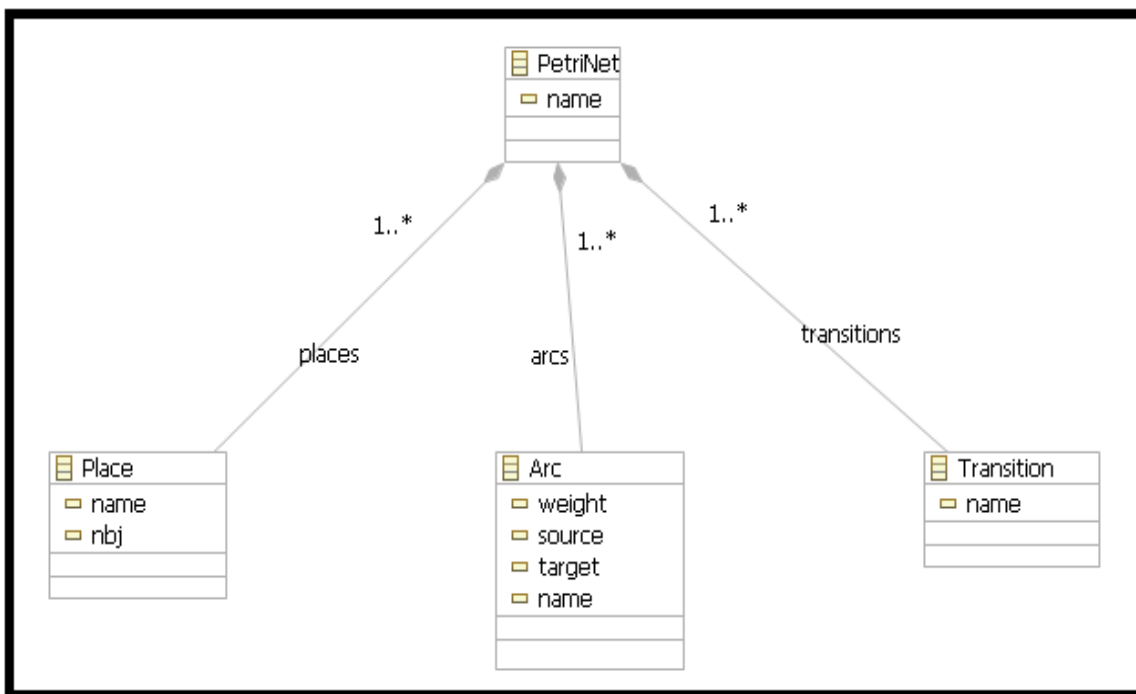 PetriNet
name
1..*
1..*
1..*
places
arcs
transitions
Place
name
nbj
Arc
weight
source
target
name
Transition
name